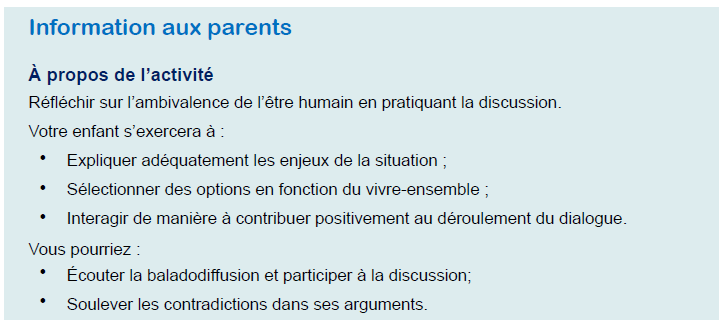 Information aux parents
À propos de l’activité
Réfléchir sur l’ambivalence de l’être humain en pratiquant la discussion.
Votre enfant s’exercera à :
• Expliquer adéquatement les enjeux de la situation ;
• Sélectionner des options en fonction du vivre-ensemble ;
• Interagir de manière à contribuer positivement au déroulement du dialogue.
Vous pourriez :
• Écouter la baladodiffusion et participer à la discussion;
• Soulever les contradictions dans ses arguments.